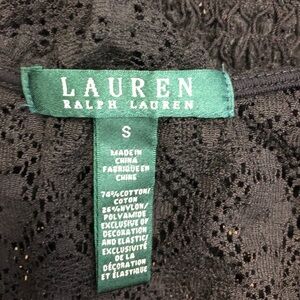 LAUREN
RALPH LAUREN
S
MADE IN
CHINA
FABRIQUÉ EN
CHINE
74% COTTON/
COTON
26% NYLON/
POLYAMIDE
EXCLUSIVE OF
DECORATION
AND ELASTIC/
EXCLUSIVITÉ
DE LA
DÉCORATION
ET ÉLASTIQUE